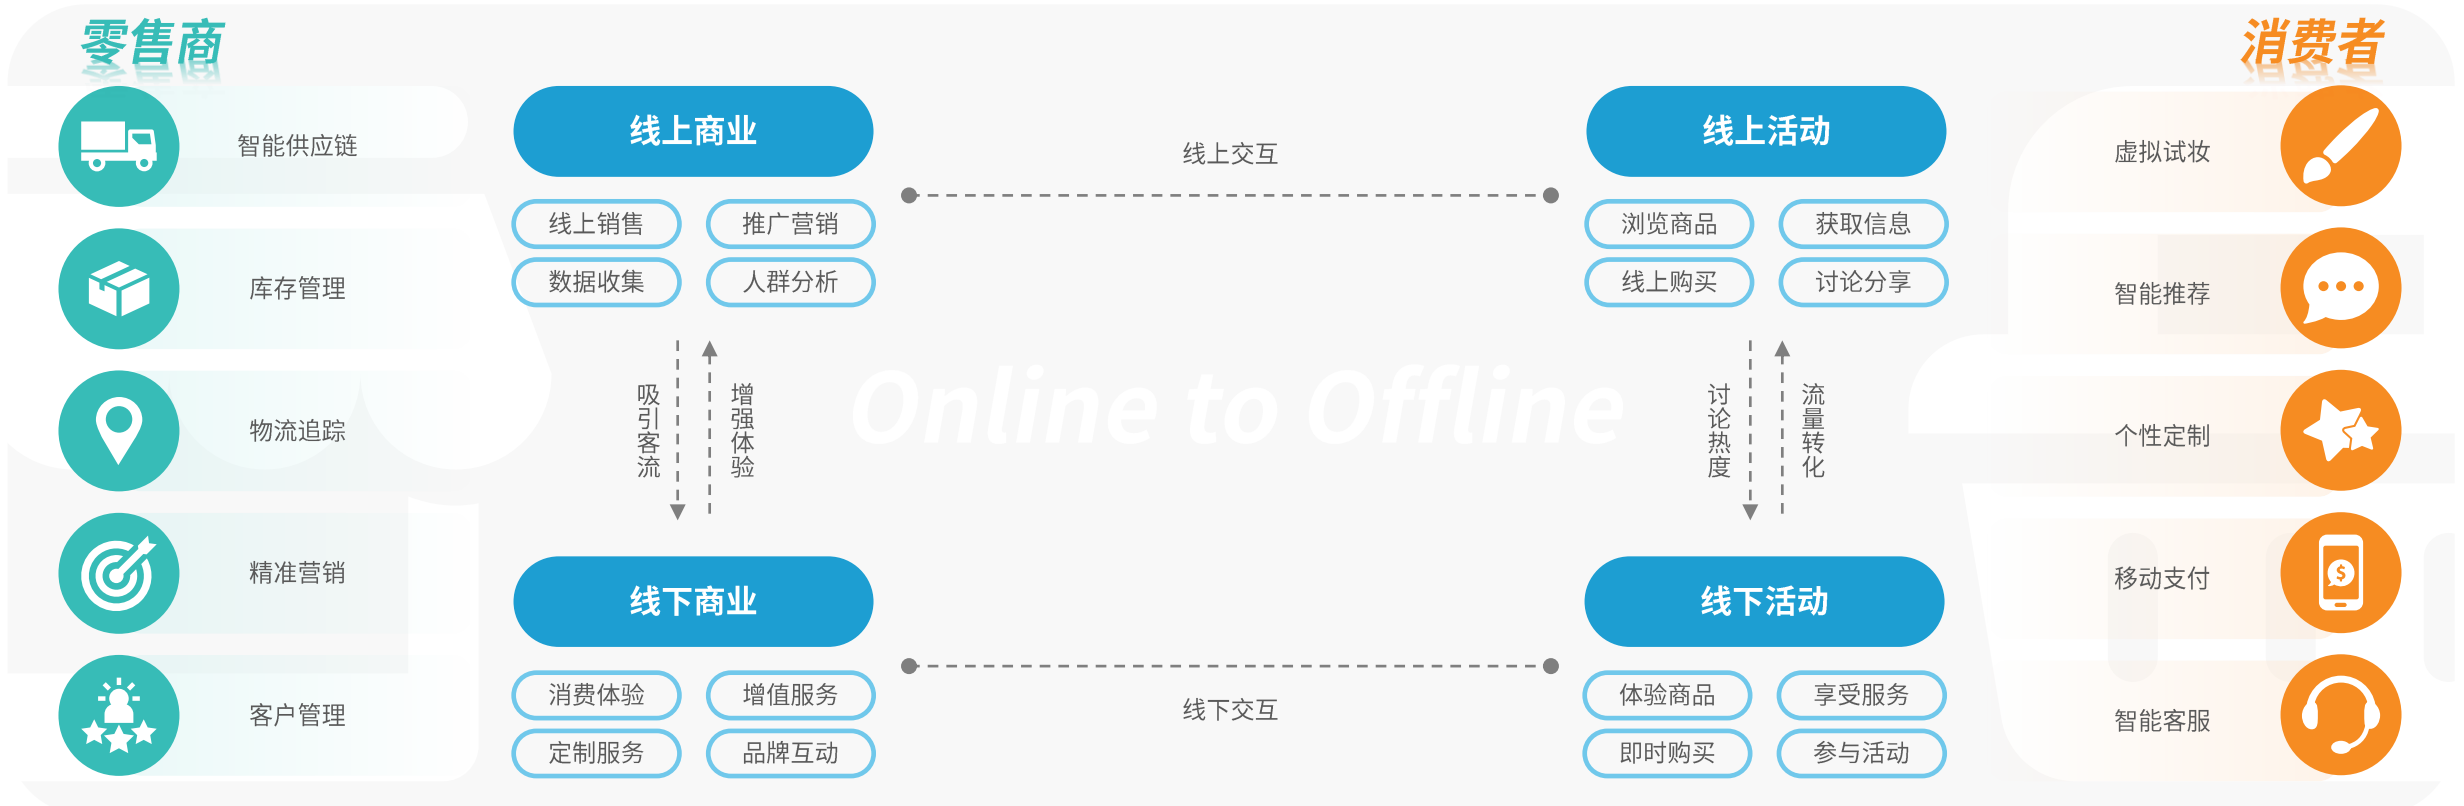 零售商
智能供应链
库存管理
物流追踪
精准营销
客户管理
线上商业
线上销售
推广营销
数据收集
人群分析
吸引客流
增强体验
线下商业
消费体验
增值服务
定制服务
品牌互动
线上交互
Online to Offline
线下交互
线上活动
浏览商品
获取信息
线上购买
讨论分享
讨论热度
流量转化
线下活动
体验商品
享受服务
即时购买
参与活动
消费者
虚拟试妆
智能推荐
个性定制
移动支付
$
智能客服